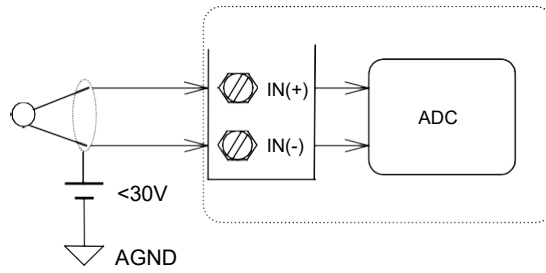 IN(+)
ADC
IN(-)
<30V
AGND